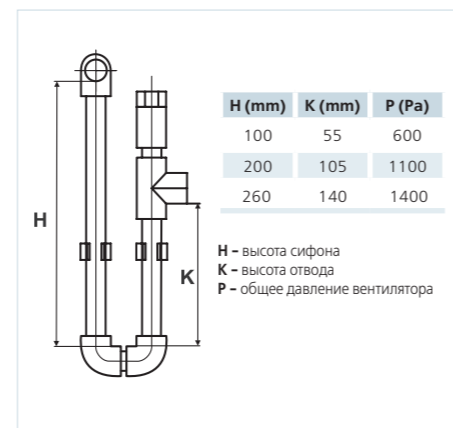 H (mm) K (mm) P (Pa)
100 55 600
200 105 1100
260 140 1400
H
K
H – высота сифона
K – высота отвода
P – общее давление вентилятора